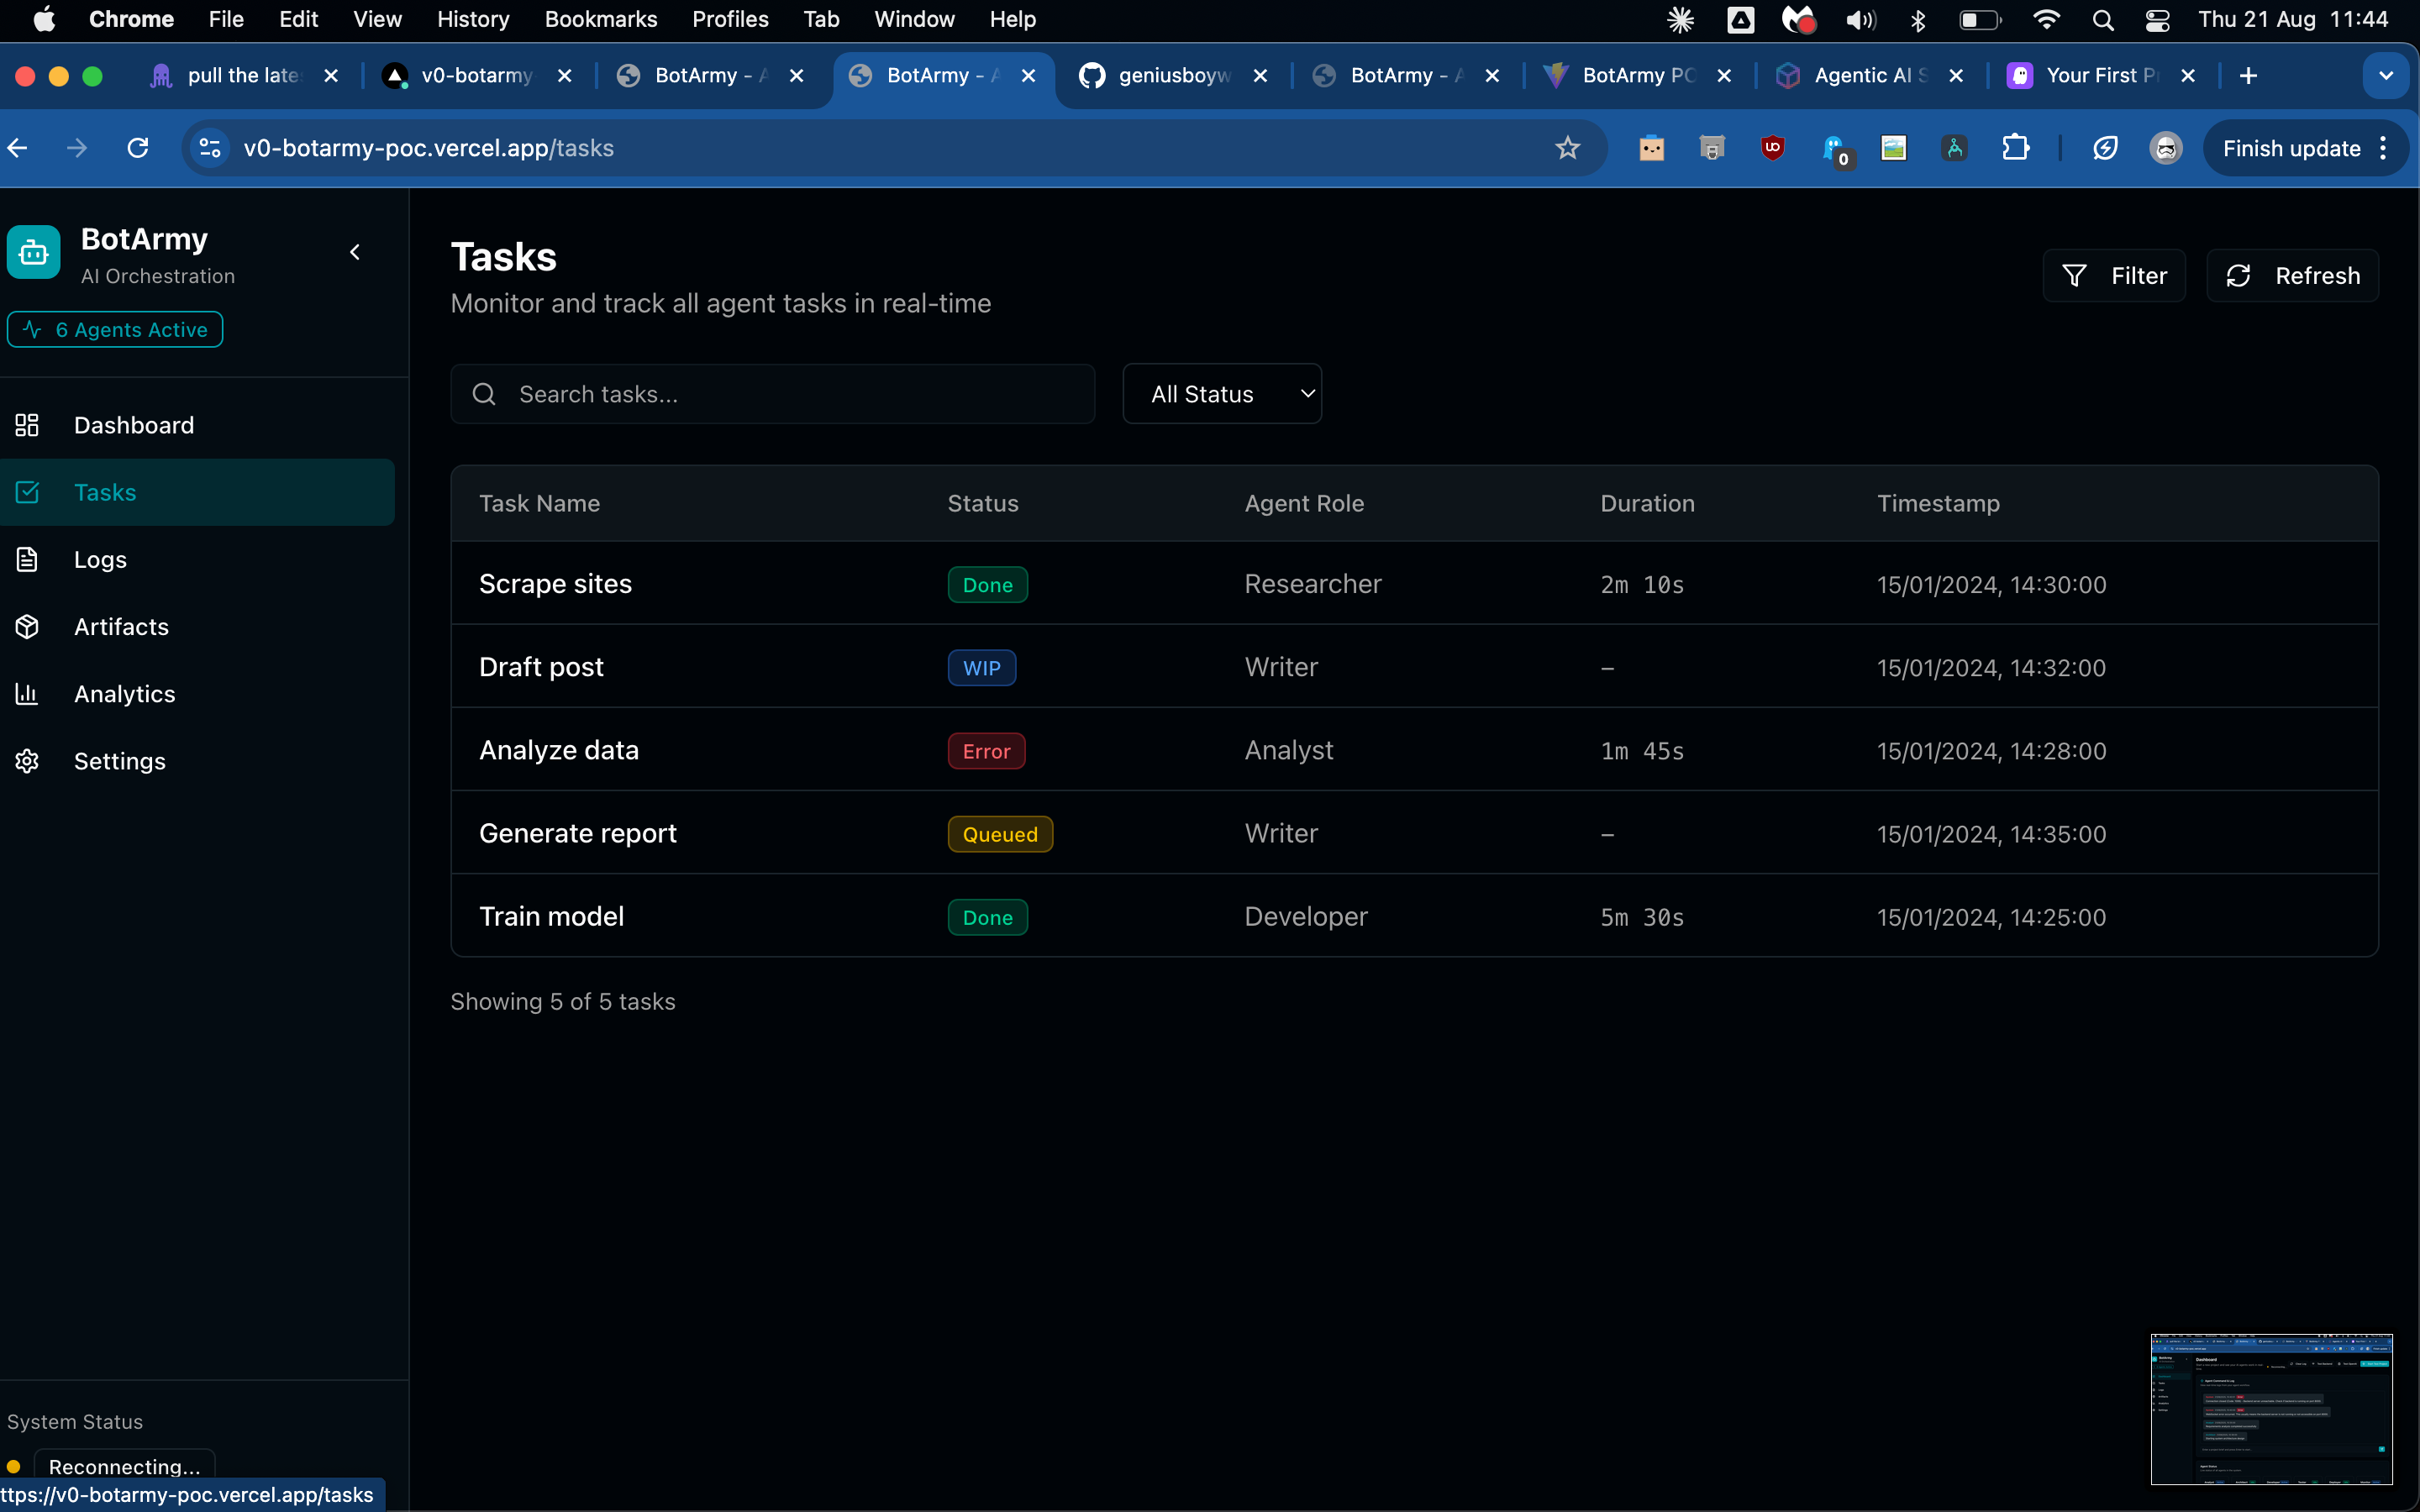 Chrome File Edit View History Bookmarks Profiles Tab Window Help Thu 21 Aug 11:44
pull the late v0-botarmy BotArmy - A BotArmy - A geniusboyw BotArmy - A BotArmy PO Agentic AI S Your First P
v0-botarmy-poc.vercel.app/tasks UO 0 Finish update
BotArmy
AI Orchestration
6 Agents Active
Dashboard
Tasks
Logs
Artifacts
Analytics
Settings
System Status
Reconnecting...
ttps://v0-botarmy-poc.vercel.app/tasks
Tasks
Monitor and track all agent tasks in real-time
Filter Refresh
Search tasks... All Status
Task Name Status Agent Role Duration Timestamp
Scrape sites Done Researcher 2m 10s 15/01/2024, 14:30:00
Draft post WIP Writer – 15/01/2024, 14:32:00
Analyze data Error Analyst 1m 45s 15/01/2024, 14:28:00
Generate report Queued Writer – 15/01/2024, 14:35:00
Train model Done Developer 5m 30s 15/01/2024, 14:25:00
Showing 5 of 5 tasks
Dashboard